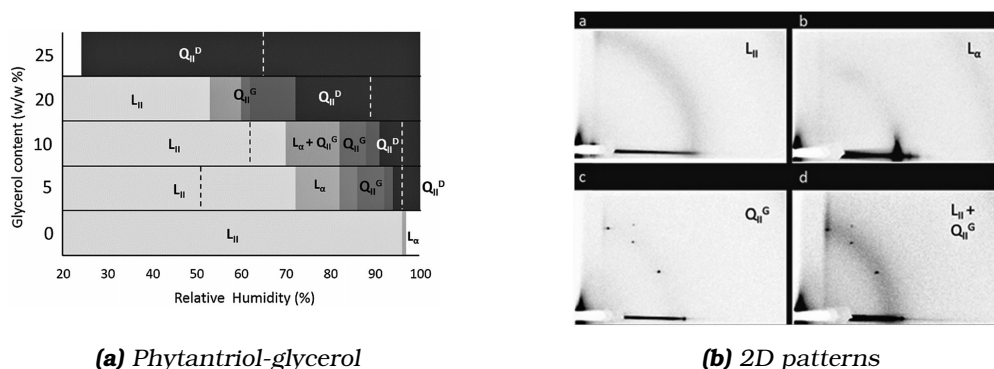 Glycerol content (w/w %)
25
Q_II^D
20
L_II
Q_II^G
Q_II^D
10
L_II
L_α + Q_II^G
Q_II^G
Q_II^D
5
L_II
L_α
Q_II^G
Q_II^D
0
L_II
L_α
20 30 40 50 60 70 80 90 100
Relative Humidity (%)
(a) Phytantriol-glycerol
a
L_II
b
L_α
c
Q_II^G
d
L_II +
Q_II^G
(b) 2D patterns